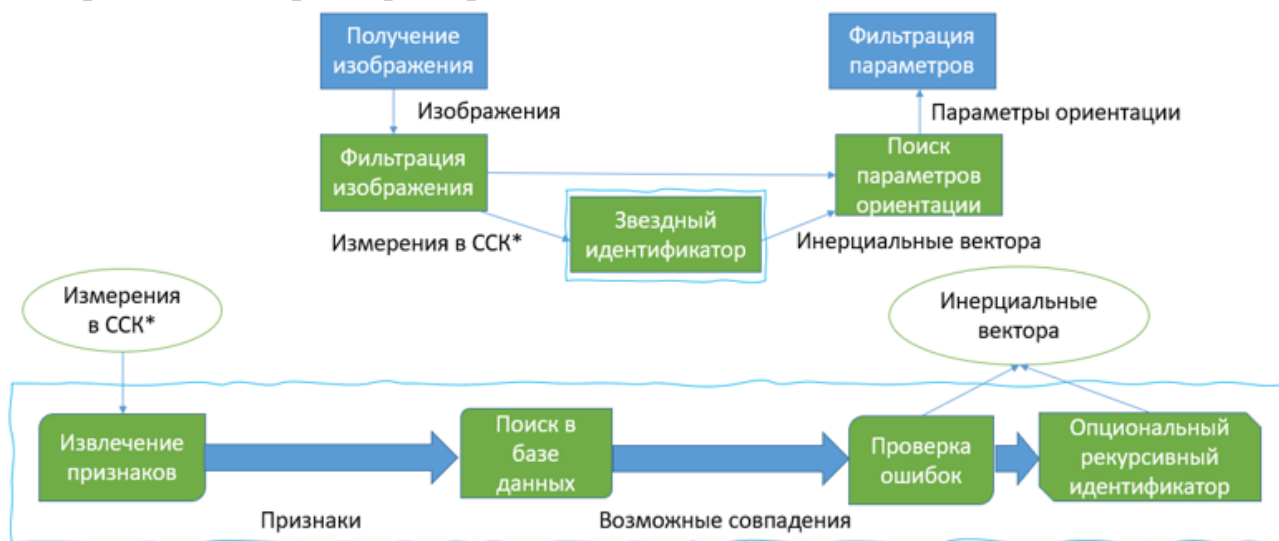 Получение
изображения
Фильтрация
параметров
Изображения
Параметры ориентации
Фильтрация
изображения
Поиск
параметров
ориентации
Звездный
идентификатор
Измерения в ССК*
Инерциальные вектора
Измерения
в ССК*
Инерциальные
вектора
Извлечение
признаков
Поиск в
базе
данных
Проверка
ошибок
Опциональный
рекурсивный
идентификатор
Признаки
Возможные совпадения